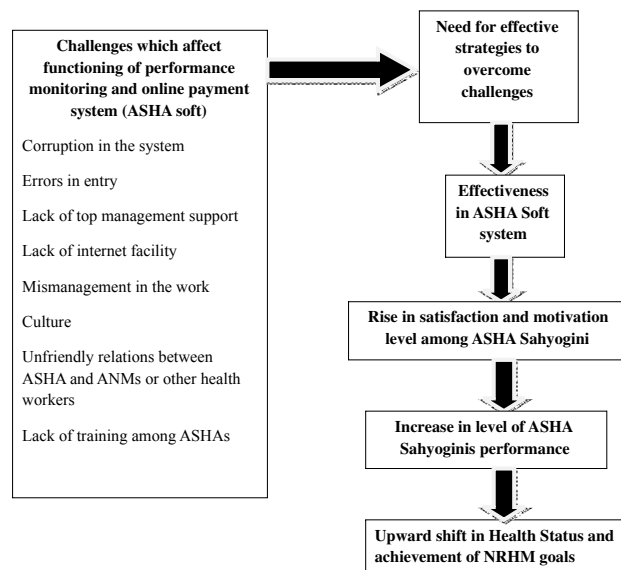 Challenges which affect
functioning of performance
monitoring and online payment
system (ASHA soft)
Corruption in the system
Errors in entry
Lack of top management support
Lack of internet facility
Mismanagement in the work
Culture
Unfriendly relations between
ASHA and ANMs or other health
workers
Lack of training among ASHAs
Need for effective
strategies to
overcome
challenges
Effectiveness
in ASHA Soft
system
Rise in satisfaction and motivation
level among ASHA Sahyogini
Increase in level of ASHA
Sahyoginis performance
Upward shift in Health Status and
achievement of NRHM goals